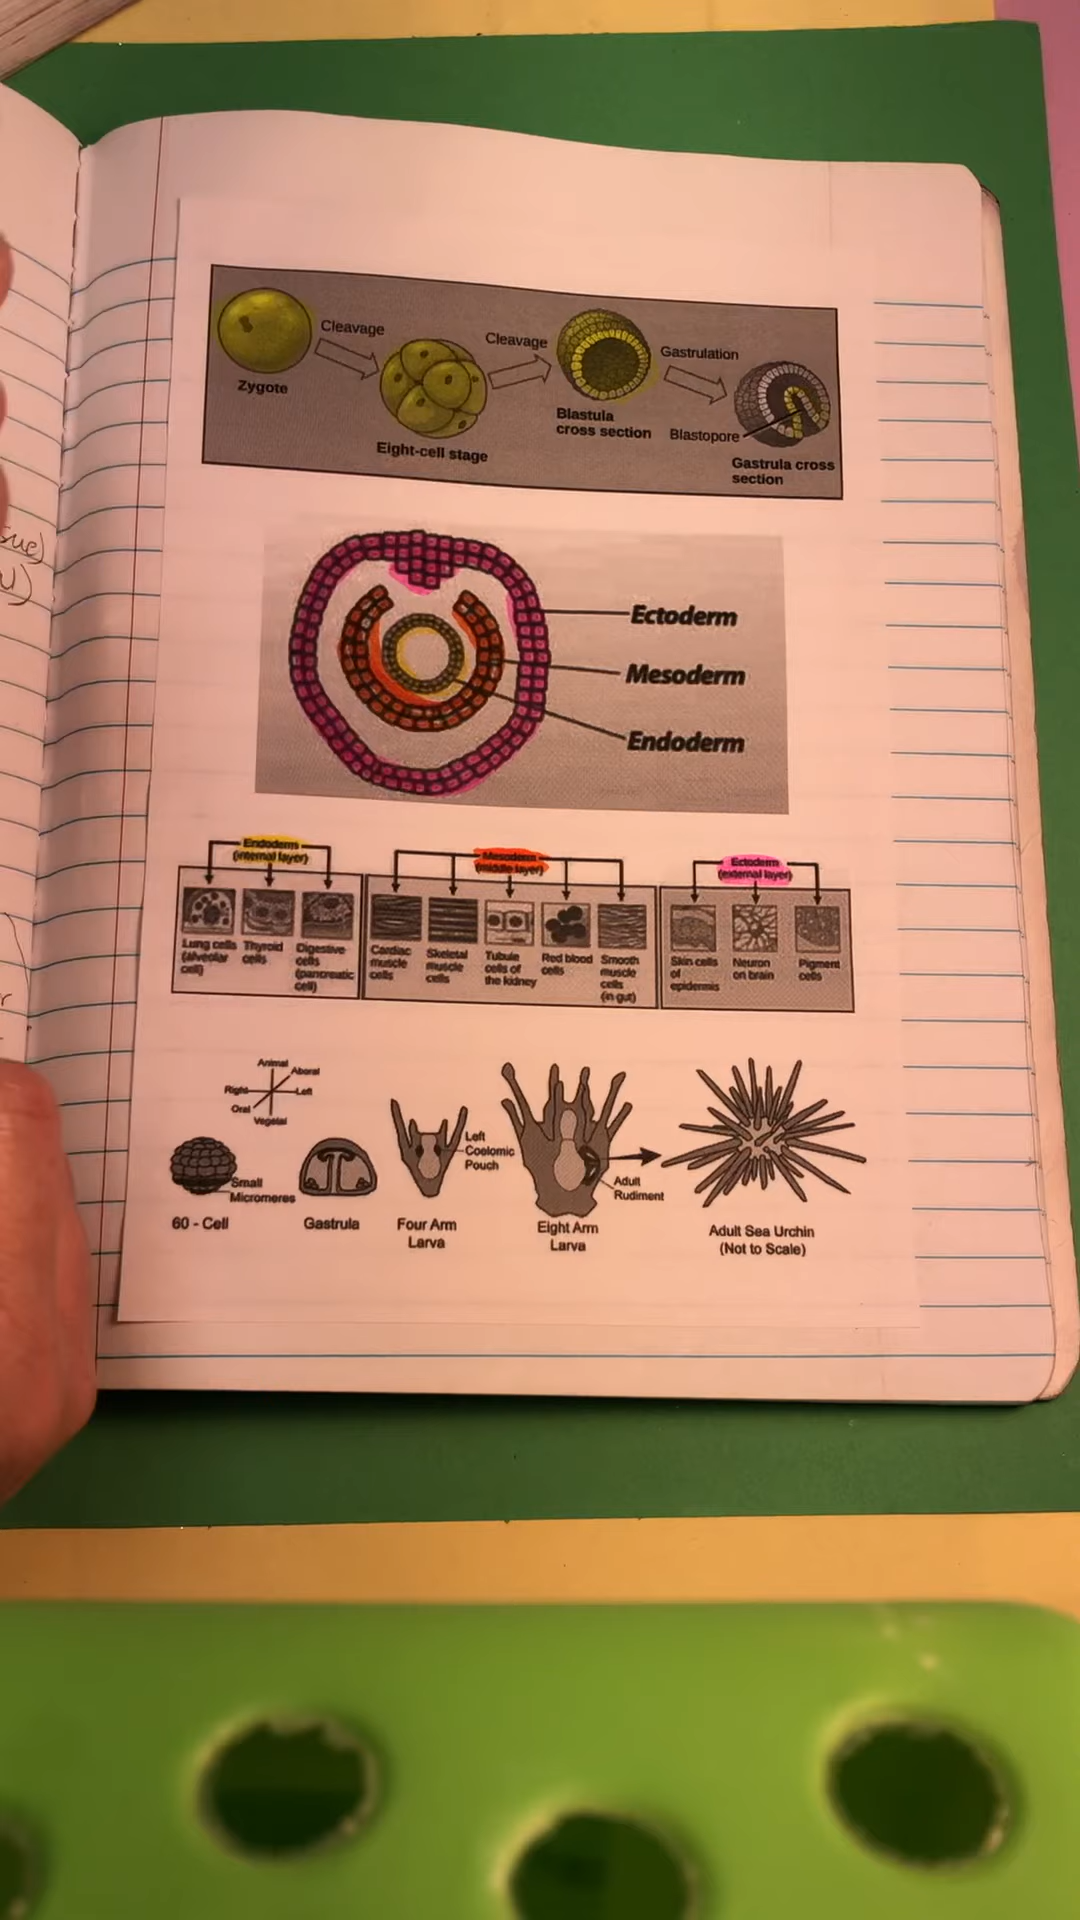 sue)
Cleavage
Cleavage
Gastrulation
Zygote
Blastula
cross section
Blastopore
Eight-cell stage
Gastrula cross
section
Ectoderm
Mesoderm
Endoderm
Endoderm
(internal layer)
Mesoderm
(middle layer)
Ectoderm
(external layer)
Lung cells
(alveolar
cell)
Thyroid
cells
Digestive
cells
(pancreatic
cell)
Cardiac
muscle
cells
Skeletal
muscle
cells
Tubule
cells of
the kidney
Red blood
cells
Smooth
muscle
cells
(in gut)
Skin cells
of
epidermis
Neuron
on brain
Pigment
cells
Animal
Aboral
Right
Left
Oral
Vegetal
Small
Micromeres
Left
Coelomic
Pouch
Adult
Rudiment
60 - Cell
Gastrula
Four Arm
Larva
Eight Arm
Larva
Adult Sea Urchin
(Not to Scale)